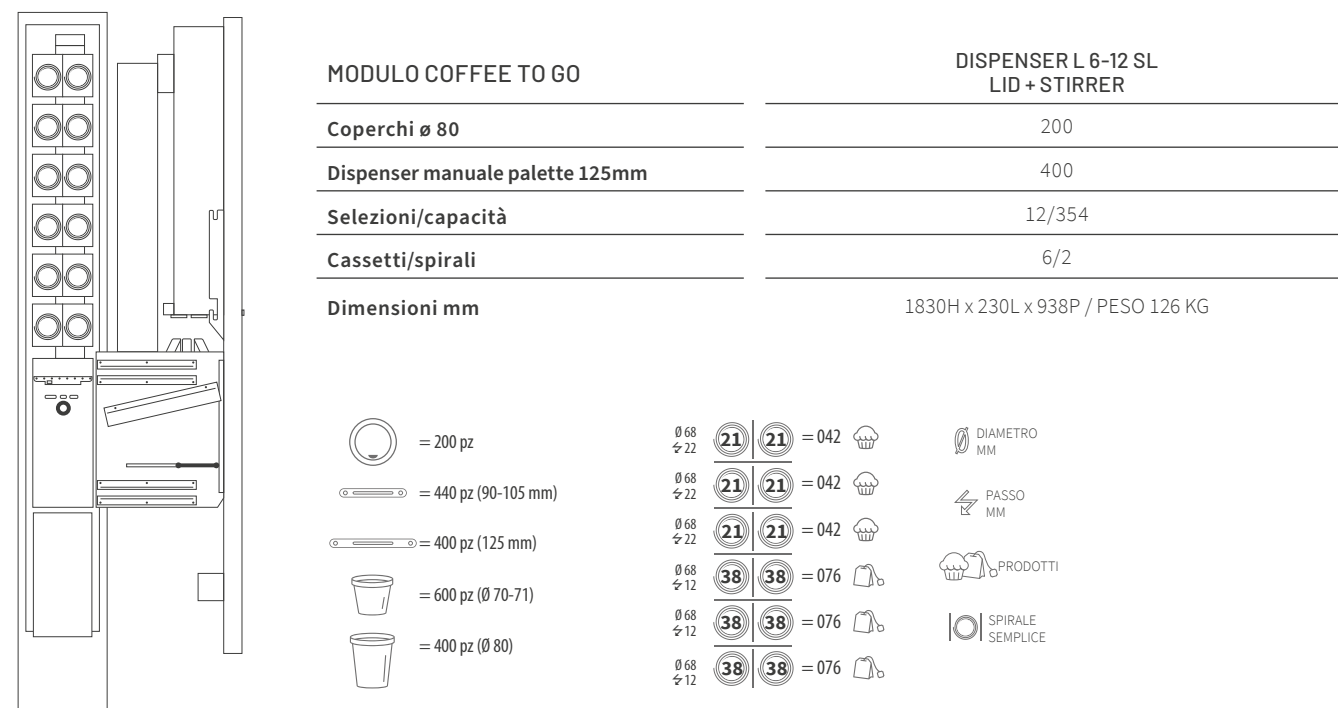 MODULO COFFEE TO GO
DISPENSER L 6-12 SL
LID + STIRRER
Coperchi ø 80
200
Dispenser manuale palette 125mm
400
Selezioni/capacità
12/354
Cassetti/spirali
6/2
Dimensioni mm
1830H x 230L x 938P / PESO 126 KG
= 200 pz
= 440 pz (90-105 mm)
= 400 pz (125 mm)
= 600 pz (Ø 70-71)
= 400 pz (Ø 80)
Ø 68
22
21 21 = 042
Ø 68
22
21 21 = 042
Ø 68
22
21 21 = 042
Ø 68
12
38 38 = 076
Ø 68
12
38 38 = 076
Ø 68
12
38 38 = 076
DIAMETRO
MM
PASSO
MM
PRODOTTI
SPIRALE
SEMPLICE